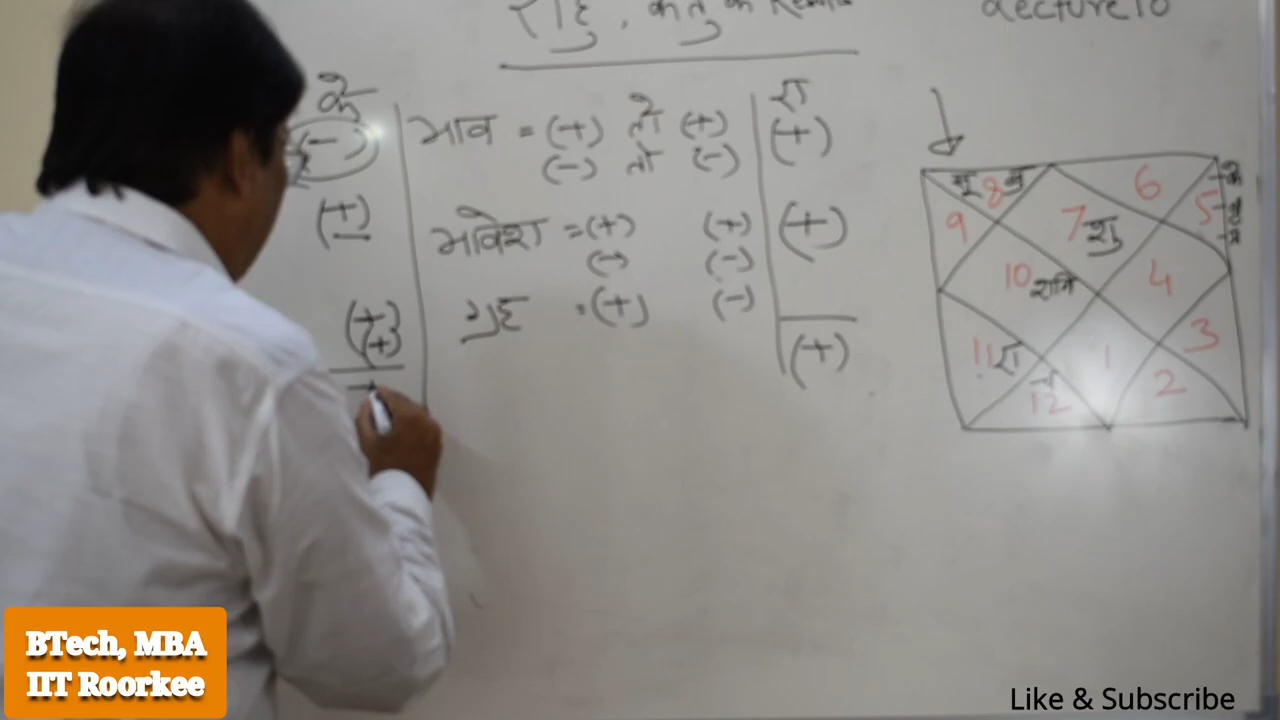 राहु, केतु के Results
Lecture 10
के
(-)
(+)
(+)
(+)
भाव = (+) तो (+)
(-) तो (-)
भावेश = (+) (+)
(-) (-)
ग्रह = (+) (-)
रा
(+)
(+)
(+)
8
6
के
9
7 शु
5
10 शनि
4
11 रा
1
3
12
2
BTech, MBA
IIT Roorkee
Like & Subscribe